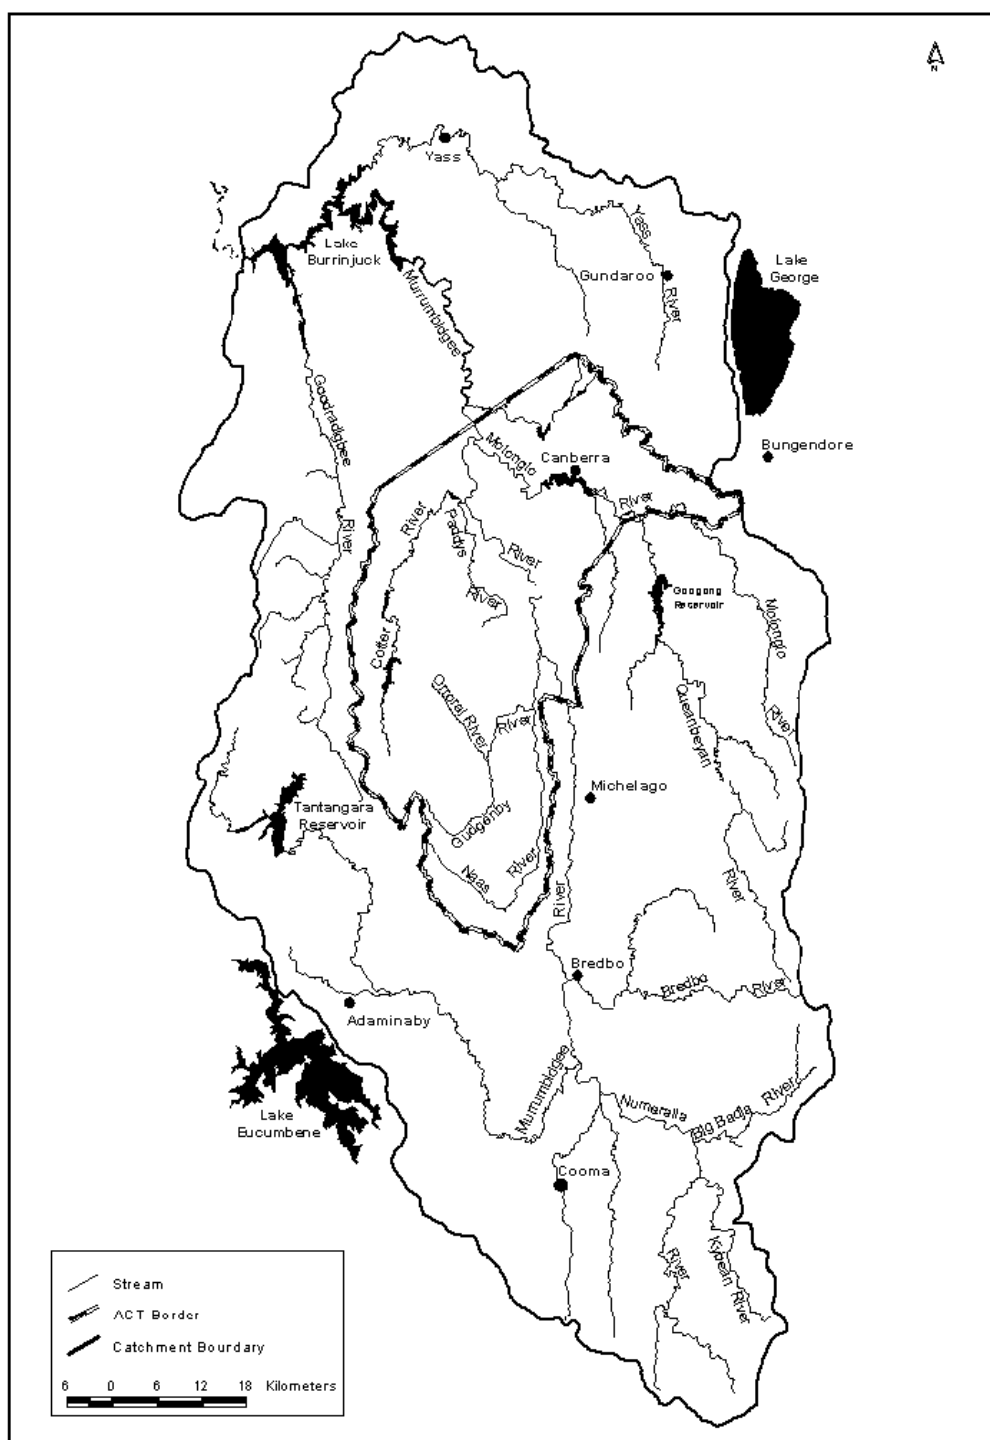 N
Yass
Yass
River
Lake
Burrinjuck
Gundaroo
Lake
George
Murrumbidgee
Goodradigbee
River
Molonglo
Canberra
River
Bungendore
River
Paddys
River
River
Googong
Reservoir
Molonglo
River
Cotter
Orroral River
River
Queanbeyan
River
Michelago
Tantangara
Reservoir
Gudgenby
Naas
River
River
Bredbo
Bredbo
River
Adaminaby
Murrumbidgee
Numeralla
Big Badja
River
Lake
Eucumbene
Cooma
River
Kybean River
Stream
ACT Border
Catchment Boundary
6 0 6 12 18 Kilometers